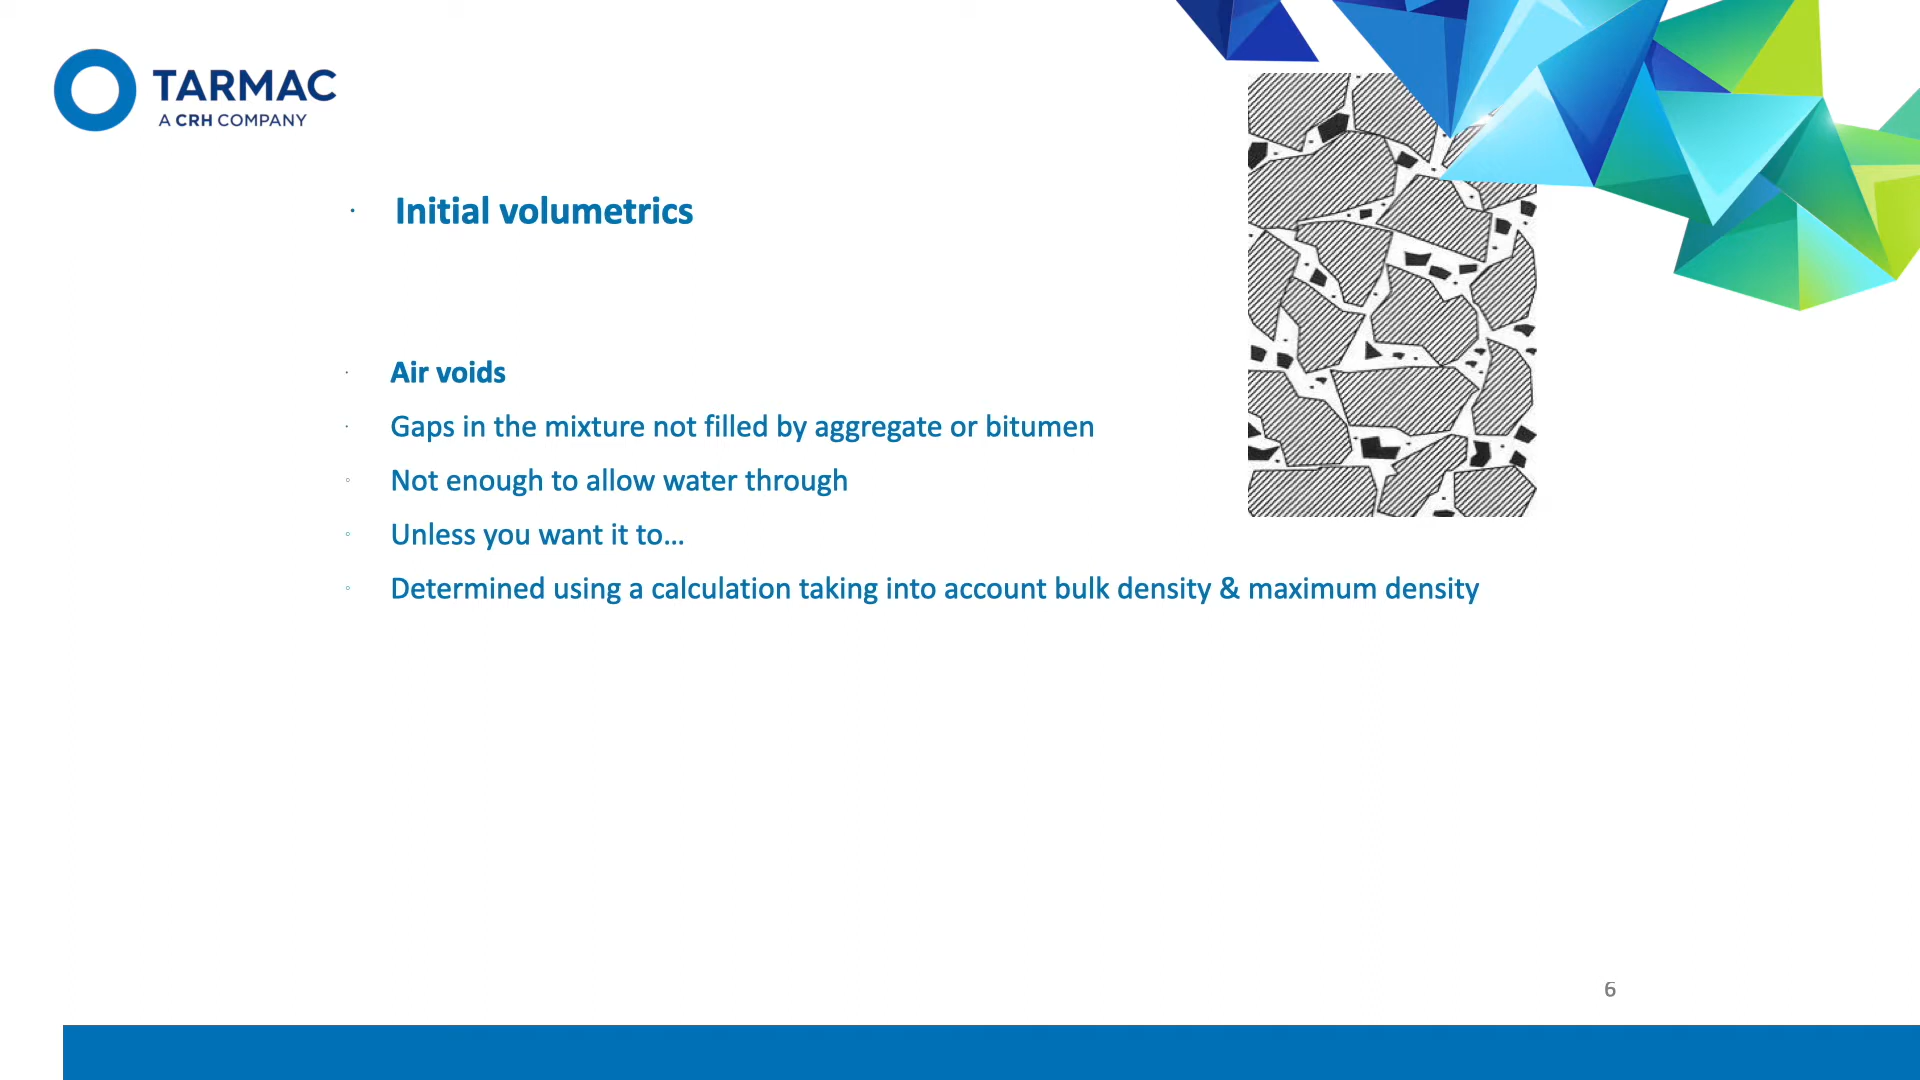 TARMAC
A CRH COMPANY
Initial volumetrics
Air voids
Gaps in the mixture not filled by aggregate or bitumen
Not enough to allow water through
Unless you want it to...
Determined using a calculation taking into account bulk density & maximum density
6